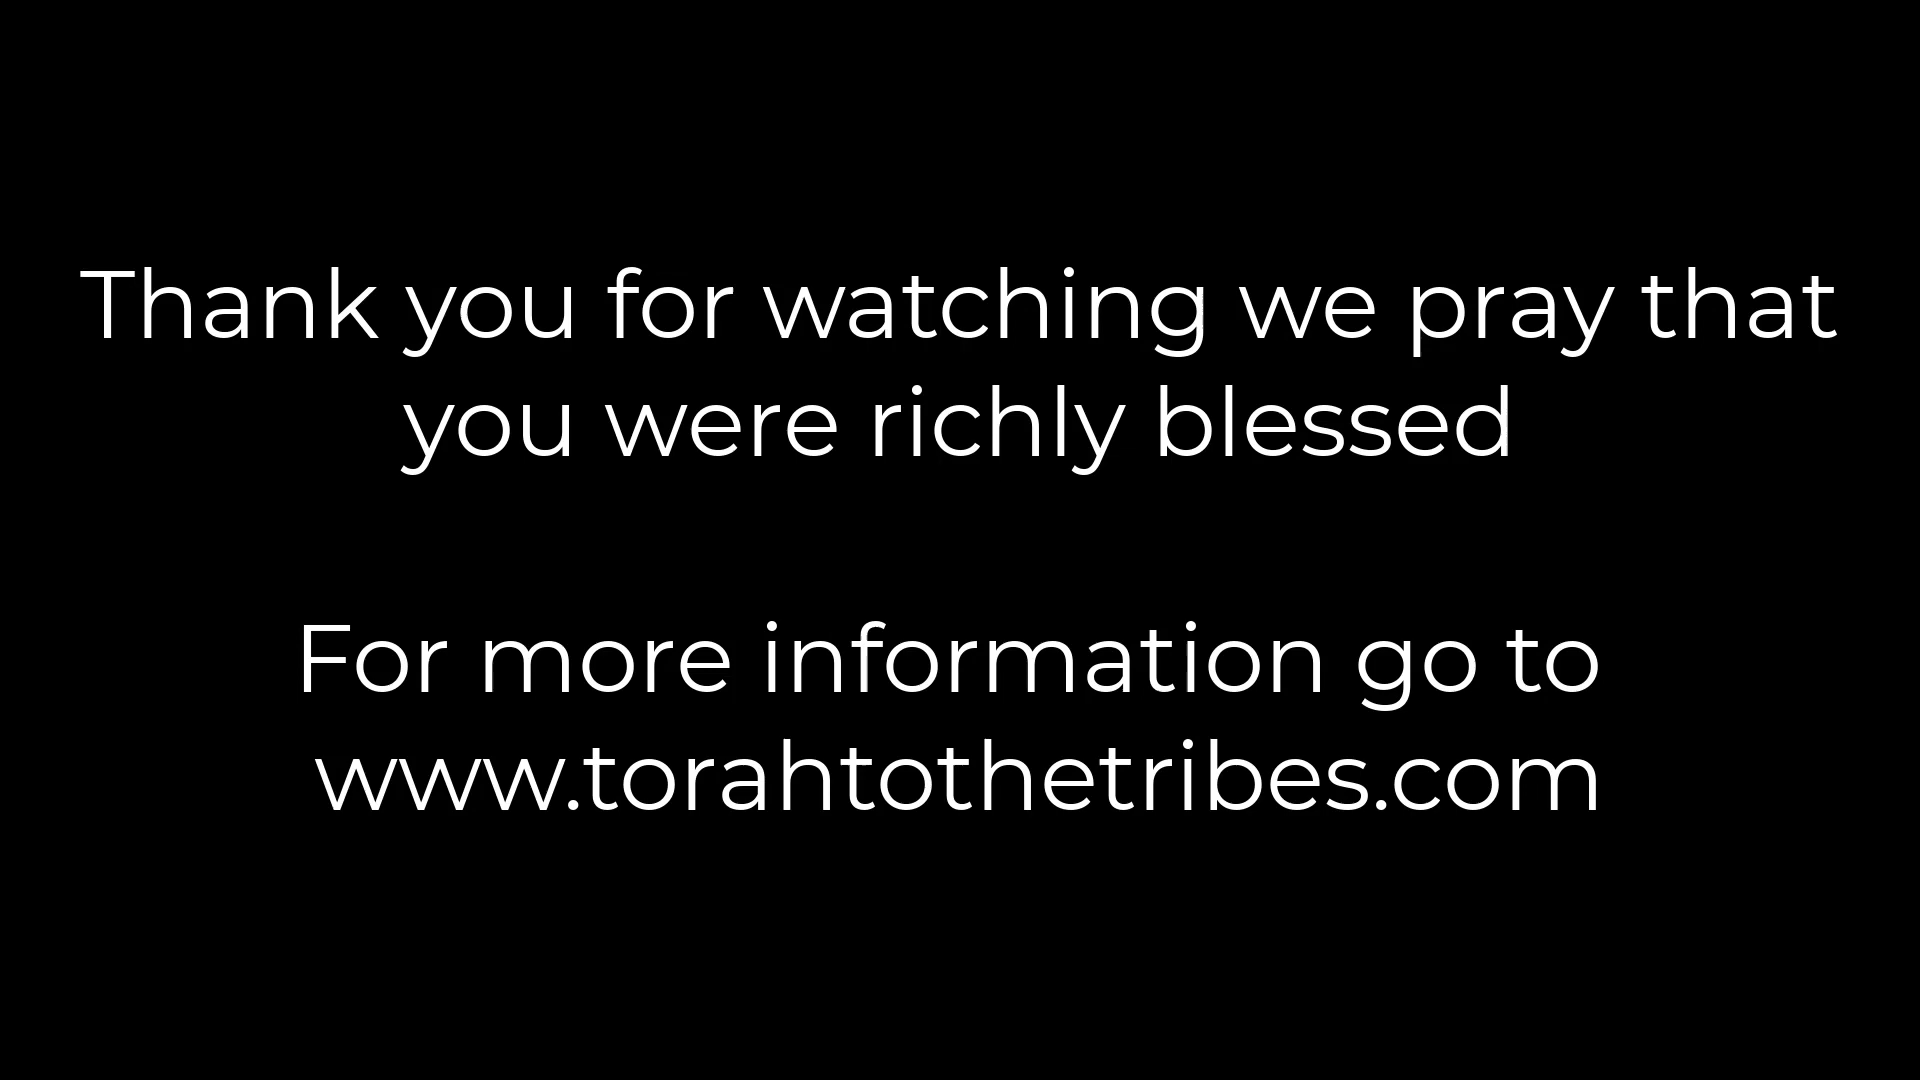 Thank you for watching we pray that
you were richly blessed
For more information go to
www.torahtothetribes.com